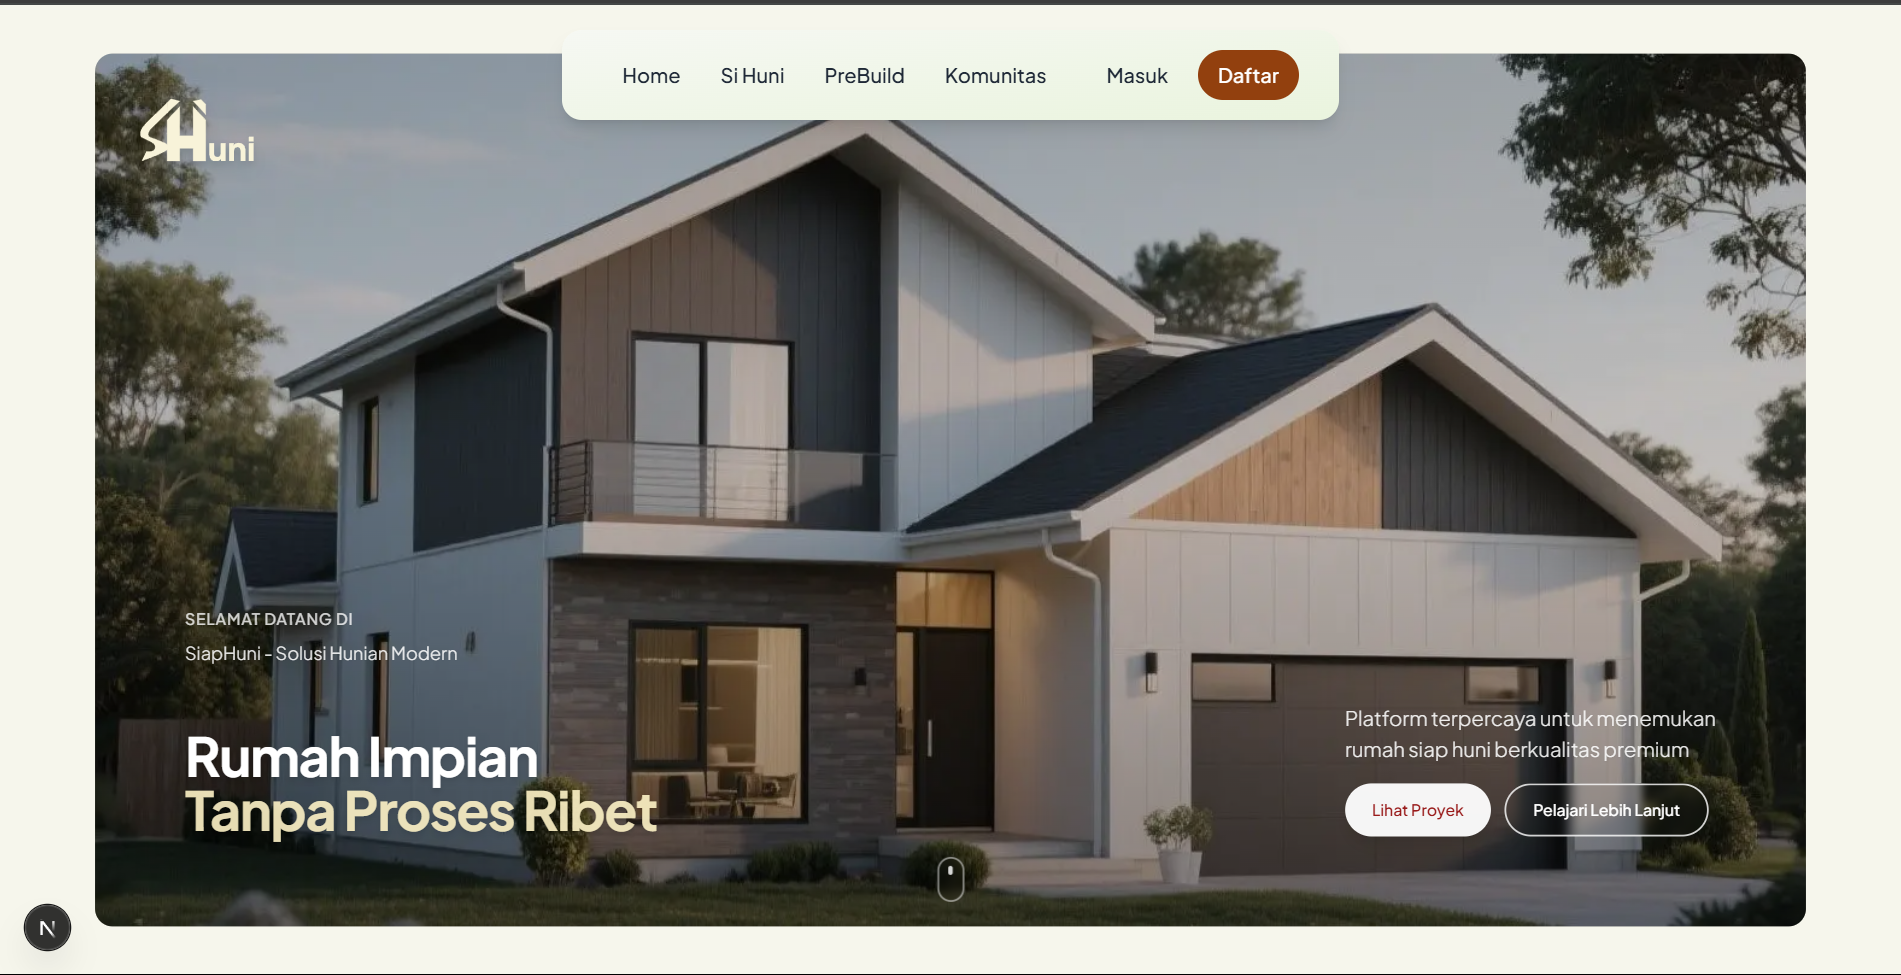 Home Si Huni PreBuild Komunitas Masuk Daftar
SHuni
SELAMAT DATANG DI
SiapHuni - Solusi Hunian Modern
Rumah Impian
Tanpa Proses Ribet
Platform terpercaya untuk menemukan
rumah siap huni berkualitas premium
Lihat Proyek Pelajari Lebih Lanjut
N